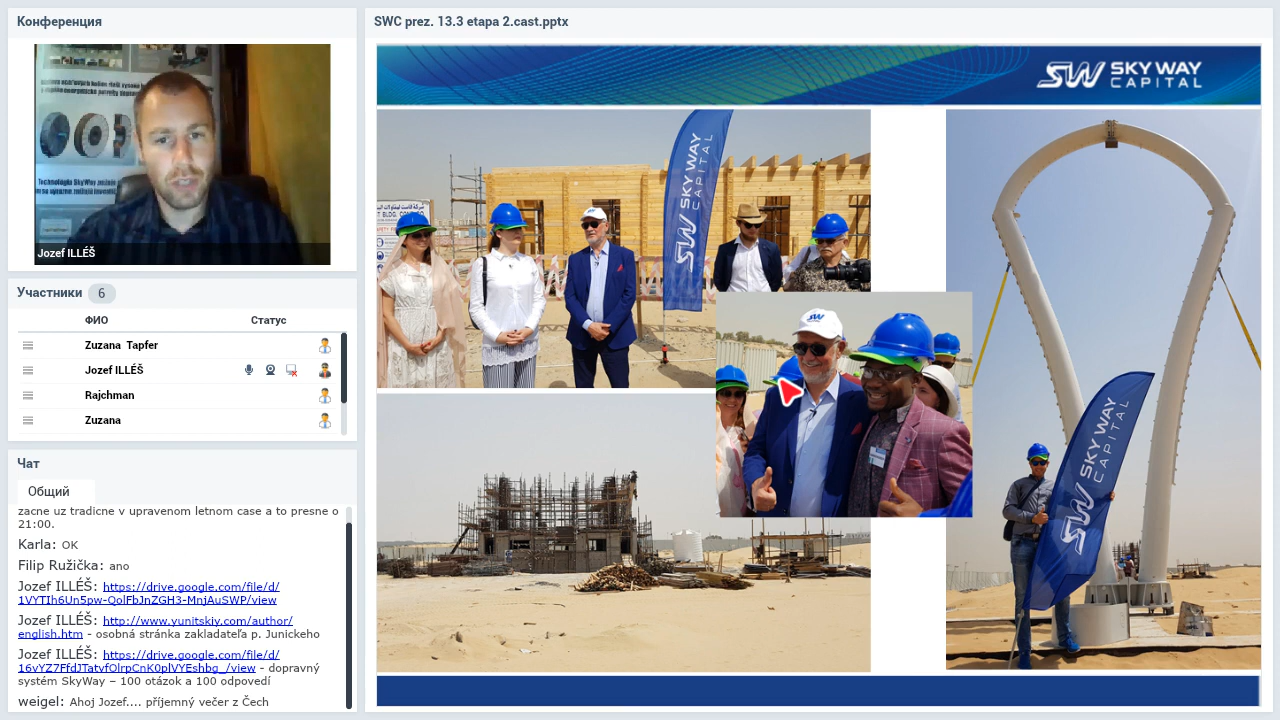 Конференция
Jozef ILLÉŠ
Участники 6
ФИО Статус
Zuzana Tapfer
Jozef ILLÉŠ
Rajchman
Zuzana
Чат
Общий
zacne uz tradicne v upravenom letnom case a to presne o
21:00.
Karla: OK
Filip Ružička: ano
Jozef ILLÉŠ: https://drive.google.com/file/d/
1VYTIh6Un5pw-QolFbJnZGH3-MnjAuSWP/view
Jozef ILLÉŠ: http://www.yunitskiy.com/author/
english.htm - osobná stránka zakladateľa p. Junickeho
Jozef ILLÉŠ: https://drive.google.com/file/d/
16vYZ7FfdJTatvfOlrpCnK0plVYEshbg_/view - dopravný
systém SkyWay – 100 otázok a 100 odpovedí
weigel: Ahoj Jozef.... příjemný večer z Čech
SWC prez. 13.3 etapa 2.cast.pptx
SW SKY WAY
CAPITAL
SW SKY WAY
CAPITAL
SW
SW SKY WAY
CAPITAL